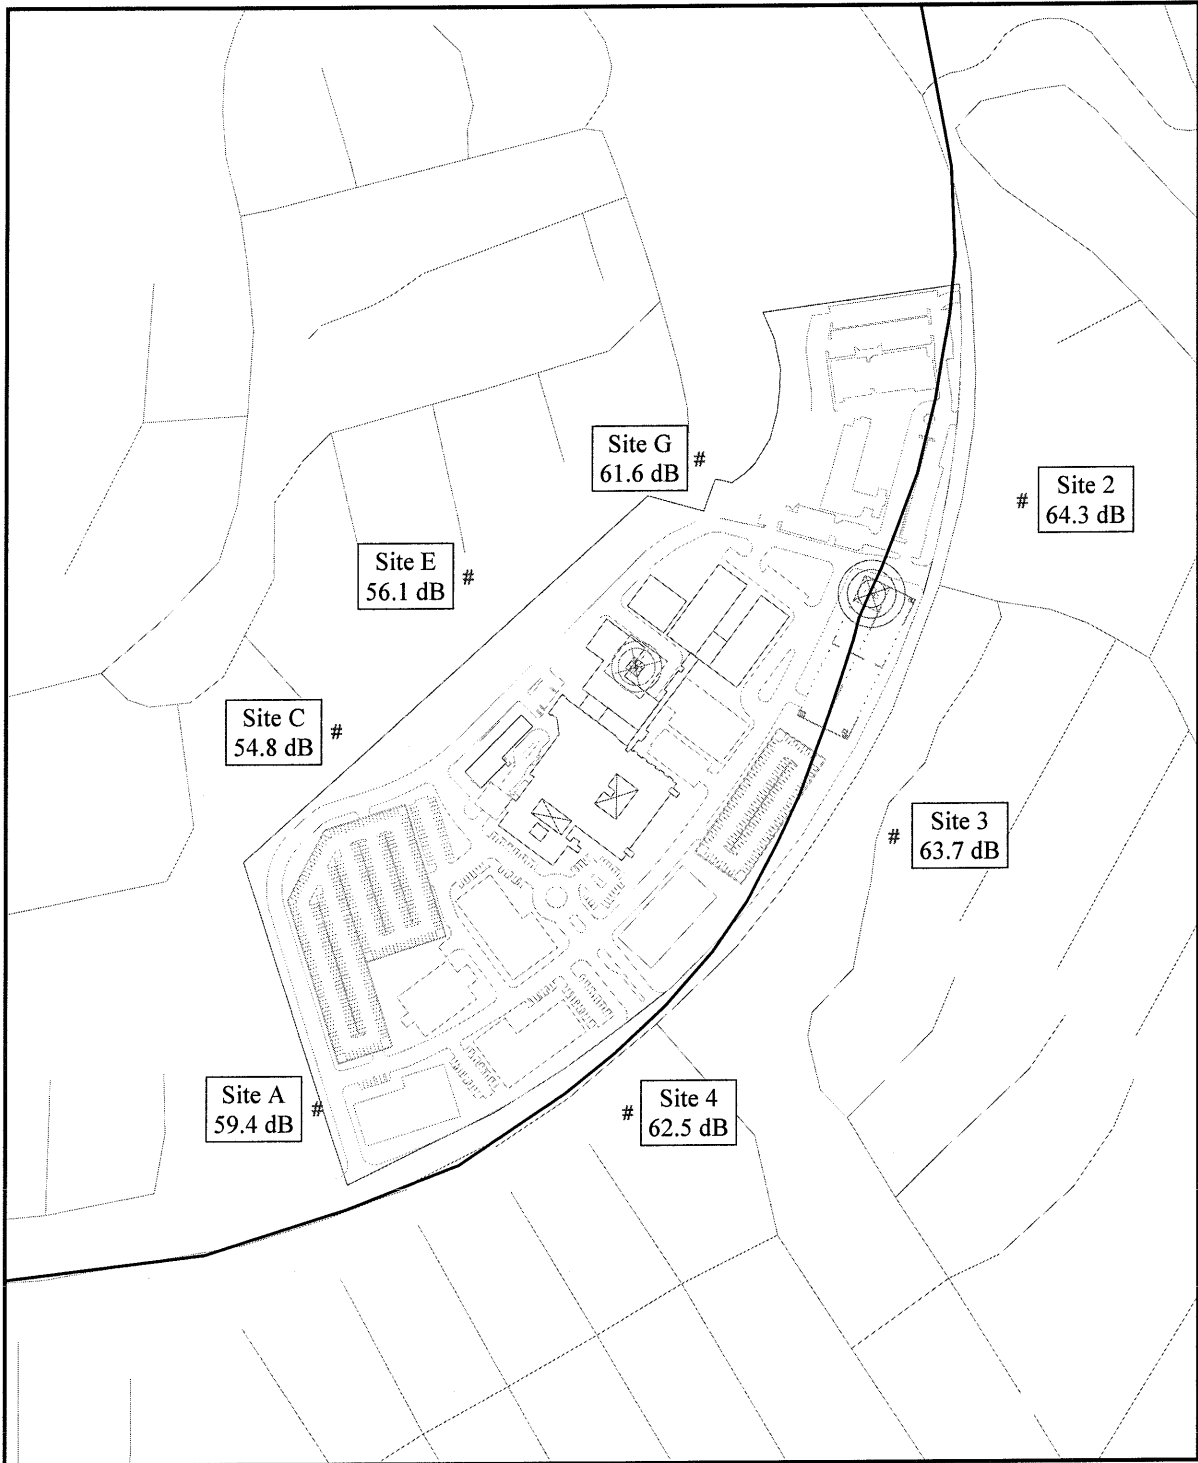 Site G
61.6 dB
#
Site 2
64.3 dB
#
Site E
56.1 dB
#
Site C
54.8 dB
#
Site 3
63.7 dB
#
Site A
59.4 dB
#
Site 4
62.5 dB
#